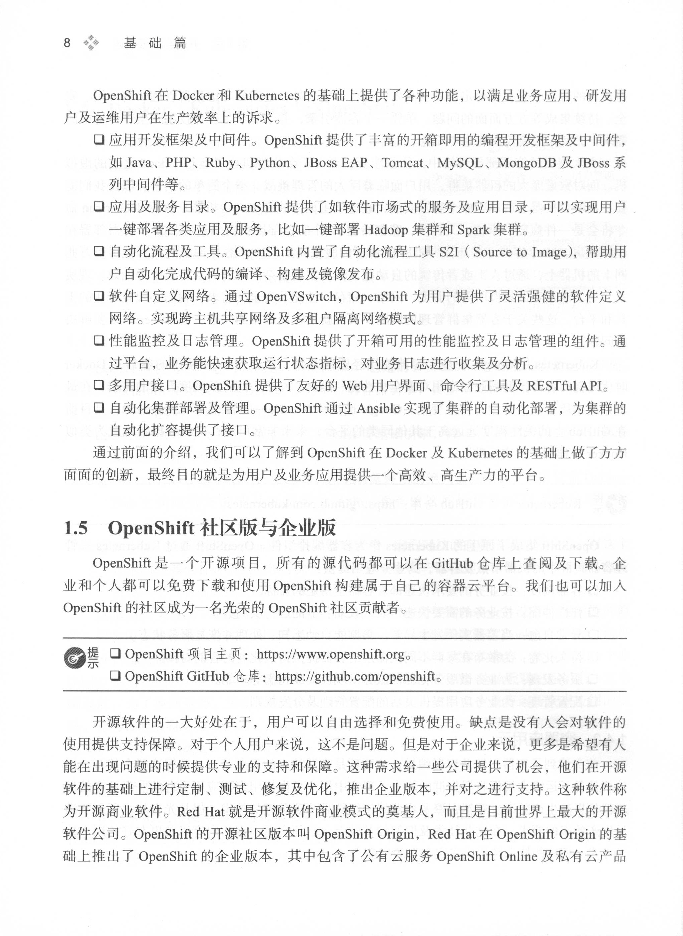 8 基 础 篇
OpenShift 在 Docker 和 Kubernetes 的基础上提供了各种功能，以满足业务应用、研发用
户及运维用户在生产效率上的诉求。
❑ 应用开发框架及中间件。OpenShift 提供了丰富的开箱即用的编程开发框架及中间件，
如 Java、PHP、Ruby、Python、JBoss EAP、Tomcat、MySQL、MongoDB 及 JBoss 系
列中间件等。
❑ 应用及服务目录。OpenShift 提供了如软件市场式的服务及应用目录，可以实现用户
一键部署各类应用及服务，比如一键部署 Hadoop 集群和 Spark 集群。
❑ 自动化流程及工具。OpenShift 内置了自动化流程工具 S2I（Source to Image），帮助用
户自动化完成代码的编译、构建及镜像发布。
❑ 软件自定义网络。通过 OpenVSwitch，OpenShift 为用户提供了灵活强健的软件定义
网络。实现跨主机共享网络及多租户隔离网络模式。
❑ 性能监控及日志管理。OpenShift 提供了开箱可用的性能监控及日志管理的组件。通
过平台，业务能快速获取运行状态指标，对业务日志进行收集及分析。
❑ 多用户接口。OpenShift 提供了友好的 Web 用户界面、命令行工具及 RESTful API。
❑ 自动化集群部署及管理。OpenShift 通过 Ansible 实现了集群的自动化部署，为集群的
自动化扩容提供了接口。
通过前面的介绍，我们可以了解到 OpenShift 在 Docker 及 Kubernetes 的基础上做了方方
面面的创新，最终目的就是为用户及业务应用提供一个高效、高生产力的平台。
1.5 OpenShift 社区版与企业版
OpenShift 是一个开源项目，所有的源代码都可以在 GitHub 仓库上查阅及下载。企
业和个人都可以免费下载和使用 OpenShift 构建属于自己的容器云平台。我们也可以加入
OpenShift 的社区成为一名光荣的 OpenShift 社区贡献者。
提示 ❑ OpenShift 项目主页：https://www.openshift.org。
❑ OpenShift GitHub 仓库：https://github.com/openshift。
开源软件的一大好处在于，用户可以自由选择和免费使用。缺点是没有人会对软件的
使用提供支持保障。对于个人用户来说，这不是问题。但是对于企业来说，更多是希望有人
能在出现问题的时候提供专业的支持和保障。这种需求给一些公司提供了机会，他们在开源
软件的基础上进行定制、测试、修复及优化，推出企业版本，并对之进行支持。这种软件称
为开源商业软件。Red Hat 就是开源软件商业模式的奠基人，而且是目前世界上最大的开源
软件公司。OpenShift 的开源社区版本叫 OpenShift Origin，Red Hat 在 OpenShift Origin 的基
础上推出了 OpenShift 的企业版本，其中包含了公有云服务 OpenShift Online 及私有云产品